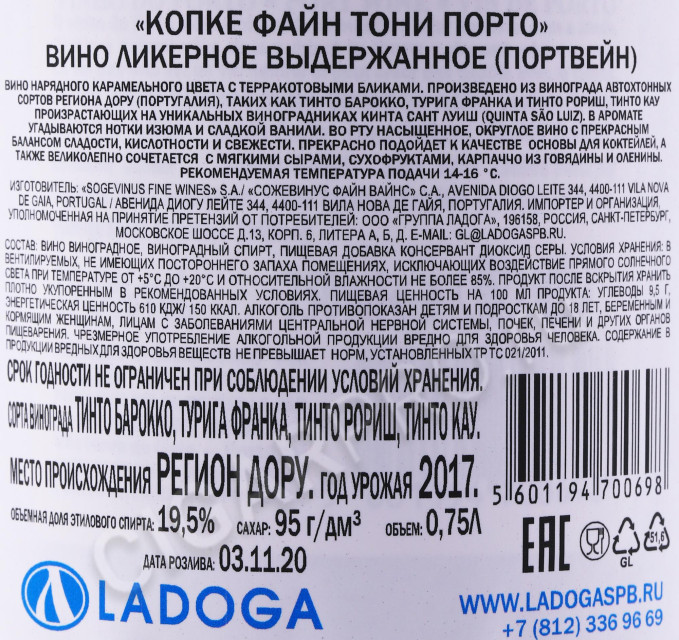 «КОПКЕ ФАЙН ТОНИ ПОРТО»
ВИНО ЛИКЕРНОЕ ВЫДЕРЖАННОЕ (ПОРТВЕЙН)
ВИНО НАРЯДНОГО КАРАМЕЛЬНОГО ЦВЕТА С ТЕРРАКОТОВЫМИ БЛИКАМИ. ПРОИЗВЕДЕНО ИЗ ВИНОГРАДА АВТОХТОННЫХ
СОРТОВ РЕГИОНА ДОРУ (ПОРТУГАЛИЯ), ТАКИХ КАК ТИНТО БАРОККО, ТУРИГА ФРАНКА И ТИНТО РОРИШ, ТИНТО КАУ
ПРОИЗРАСТАЮЩИХ НА УНИКАЛЬНЫХ ВИНОГРАДНИКАХ КИНТА САНТ ЛУИШ (QUINTA SÃO LUIZ). В АРОМАТЕ
УГАДЫВАЮТСЯ НОТКИ ИЗЮМА И СЛАДКОЙ ВАНИЛИ. ВО РТУ НАСЫЩЕННОЕ, ОКРУГЛОЕ ВИНО С ПРЕКРАСНЫМ
БАЛАНСОМ СЛАДОСТИ, КИСЛОТНОСТИ И СВЕЖЕСТИ. ПРЕКРАСНО ПОДОЙДЕТ К КАЧЕСТВЕ ОСНОВЫ ДЛЯ КОКТЕЙЛЕЙ, А
ТАКЖЕ ВЕЛИКОЛЕПНО СОЧЕТАЕТСЯ С МЯГКИМИ СЫРАМИ, СУХОФРУКТАМИ, КАРПАЧЧО ИЗ ГОВЯДИНЫ И ОЛЕНИНЫ.
РЕКОМЕНДУЕМАЯ ТЕМПЕРАТУРА ПОДАЧИ 14-16 °С.
ИЗГОТОВИТЕЛЬ: «SOGEVINUS FINE WINES» S.A./ «СОЖЕВИНУС ФАЙН ВАЙНС» С.А., AVENIDA DIOGO LEITE 344, 4400-111 VILA NOVA
DE GAIA, PORTUGAL / АВЕНИДА ДИОГУ ЛЕЙТЕ 344, 4400-111 ВИЛА НОВА ДЕ ГАЙЯ, ПОРТУГАЛИЯ. ИМПОРТЕР И ОРГАНИЗАЦИЯ,
УПОЛНОМОЧЕННАЯ НА ПРИНЯТИЕ ПРЕТЕНЗИЙ ОТ ПОТРЕБИТЕЛЕЙ: ООО «ГРУППА ЛАДОГА», 196158, РОССИЯ, САНКТ-ПЕТЕРБУРГ,
МОСКОВСКОЕ ШОССЕ Д.13, КОРП. 6, ЛИТЕРА А, Б, Д. E-MAIL: GL@LADOGASPB.RU.
СОСТАВ: ВИНО ВИНОГРАДНОЕ, ВИНОГРАДНЫЙ СПИРТ, ПИЩЕВАЯ ДОБАВКА КОНСЕРВАНТ ДИОКСИД СЕРЫ. УСЛОВИЯ ХРАНЕНИЯ: В
ВЕНТИЛИРУЕМЫХ, НЕ ИМЕЮЩИХ ПОСТОРОННЕГО ЗАПАХА ПОМЕЩЕНИЯХ, ИСКЛЮЧАЮЩИХ ВОЗДЕЙСТВИЕ ПРЯМОГО СОЛНЕЧНОГО
СВЕТА ПРИ ТЕМПЕРАТУРЕ ОТ +5°С ДО +20°С И ОТНОСИТЕЛЬНОЙ ВЛАЖНОСТИ НЕ БОЛЕЕ 85%. ПРОДУКТ ПОСЛЕ ВСКРЫТИЯ ХРАНИТЬ
ПЛОТНО УКУПОРЕННЫМ В РЕКОМЕНДОВАННЫХ УСЛОВИЯХ. ПИЩЕВАЯ ЦЕННОСТЬ НА 100 МЛ ПРОДУКТА: УГЛЕВОДЫ 9,5 Г,
ЭНЕРГЕТИЧЕСКАЯ ЦЕННОСТЬ 610 КДЖ/ 150 ККАЛ. АЛКОГОЛЬ ПРОТИВОПОКАЗАН ДЕТЯМ И ПОДРОСТКАМ ДО 18 ЛЕТ, БЕРЕМЕННЫМ И
КОРМЯЩИМ ЖЕНЩИНАМ, ЛИЦАМ С ЗАБОЛЕВАНИЯМИ ЦЕНТРАЛЬНОЙ НЕРВНОЙ СИСТЕМЫ, ПОЧЕК, ПЕЧЕНИ И ДРУГИХ ОРГАНОВ
ПИЩЕВАРЕНИЯ. ЧРЕЗМЕРНОЕ УПОТРЕБЛЕНИЕ АЛКОГОЛЬНОЙ ПРОДУКЦИИ ВРЕДНО ДЛЯ ЗДОРОВЬЯ ЧЕЛОВЕКА. СОДЕРЖАНИЕ В
ПРОДУКЦИИ ВРЕДНЫХ ДЛЯ ЗДОРОВЬЯ ВЕЩЕСТВ НЕ ПРЕВЫШАЕТ НОРМ, УСТАНОВЛЕННЫХ ТР ТС 021/2011.
СРОК ГОДНОСТИ НЕ ОГРАНИЧЕН ПРИ СОБЛЮДЕНИИ УСЛОВИЙ ХРАНЕНИЯ.
СОРТА ВИНОГРАДА ТИНТО БАРОККО, ТУРИГА ФРАНКА, ТИНТО РОРИШ, ТИНТО КАУ.
МЕСТО ПРОИСХОЖДЕНИЯ РЕГИОН ДОРУ. ГОД УРОЖАЯ 2017.
5 601194 700698
ОБЪЕМНАЯ ДОЛЯ ЭТИЛОВОГО СПИРТА: 19,5% САХАР: 95 г/дм³ ОБЪЕМ: 0,75Л
ДАТА РОЗЛИВА: 03.11.20
EAC
GL
51,6
LADOGA
WWW.LADOGASPB.RU
+7 (812) 336 96 69